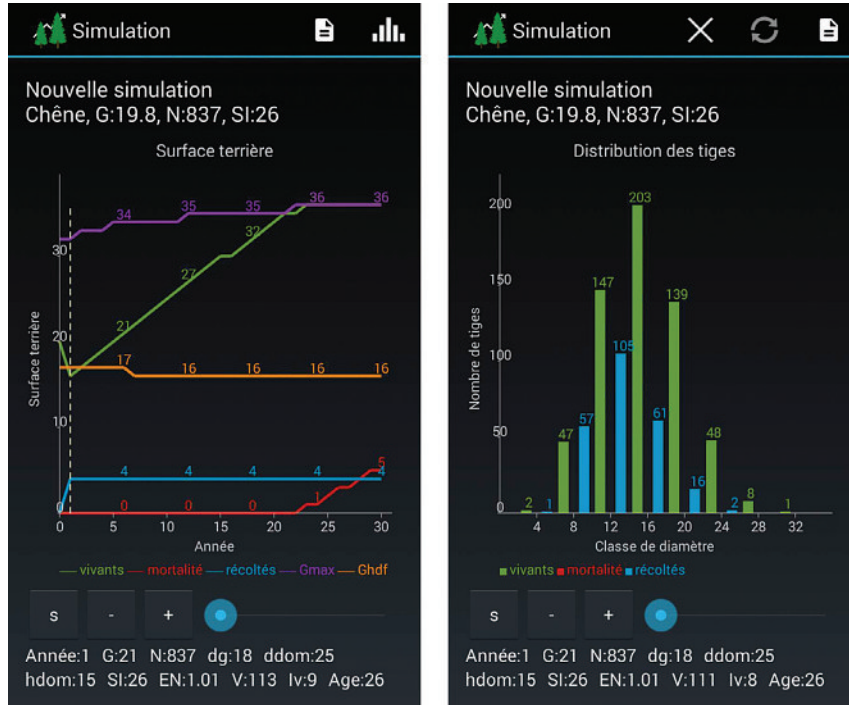 Simulation
Nouvelle simulation
Chêne, G:19.8, N:837, SI:26
Surface terrière
36
36
35
35
34
32
30
27
21
20
17
16
16
16
16
10
5
4
4
4
4
4
1
0
0
0
0
0 5 10 15 20 25 30
Surface terrière
Année
vivants mortalité récoltés Gmax Ghdf
s - +
Année:1 G:21 N:837 dg:18 ddom:25
hdom:15 SI:26 EN:1.01 V:113 Iv:9 Age:26
Simulation
Nouvelle simulation
Chêne, G:19.8, N:837, SI:26
Distribution des tiges
203
200
150
147
139
105
100
61
57
50
48
47
16
8
2
2
1
1
0
4 8 12 16 20 24 28 32
Nombre de tiges
Classe de diamètre
vivants mortalité récoltés
s - +
Année:1 G:21 N:837 dg:18 ddom:25
hdom:15 SI:26 EN:1.01 V:111 Iv:8 Age:26